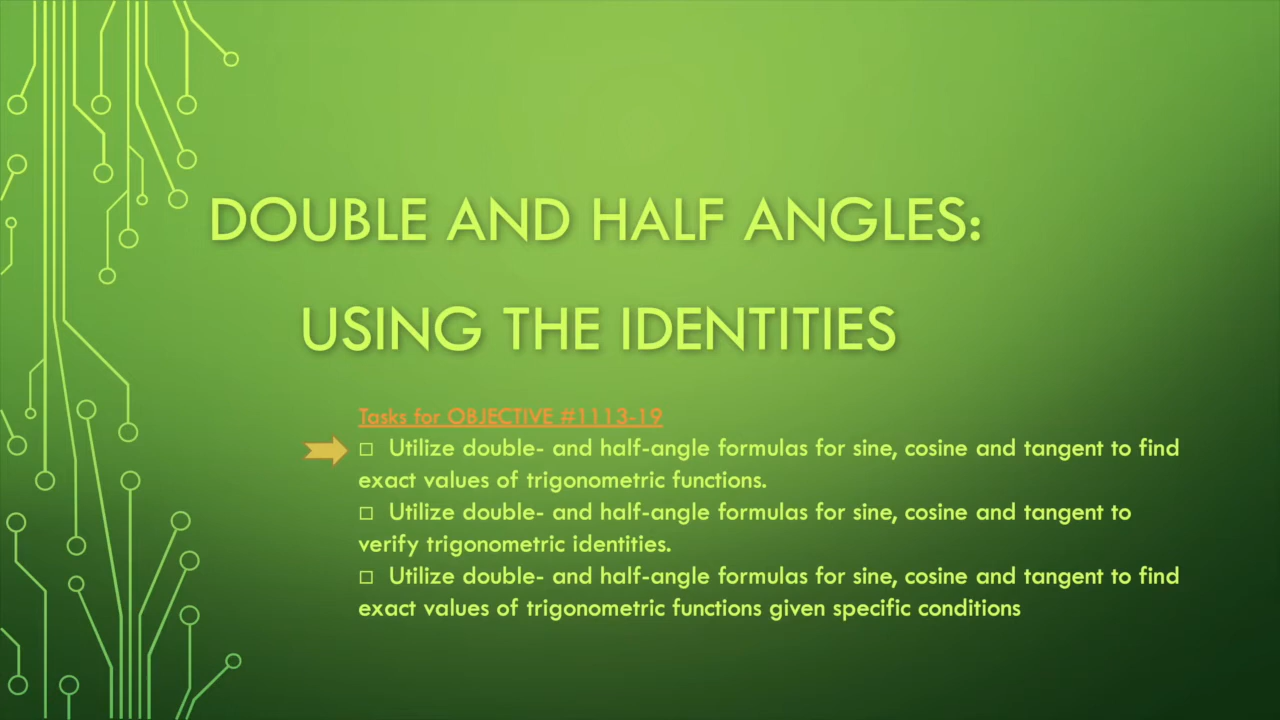 DOUBLE AND HALF ANGLES:
USING THE IDENTITIES
Tasks for OBJECTIVE #1113-19
□ Utilize double- and half-angle formulas for sine, cosine and tangent to find
exact values of trigonometric functions.
□ Utilize double- and half-angle formulas for sine, cosine and tangent to
verify trigonometric identities.
□ Utilize double- and half-angle formulas for sine, cosine and tangent to find
exact values of trigonometric functions given specific conditions